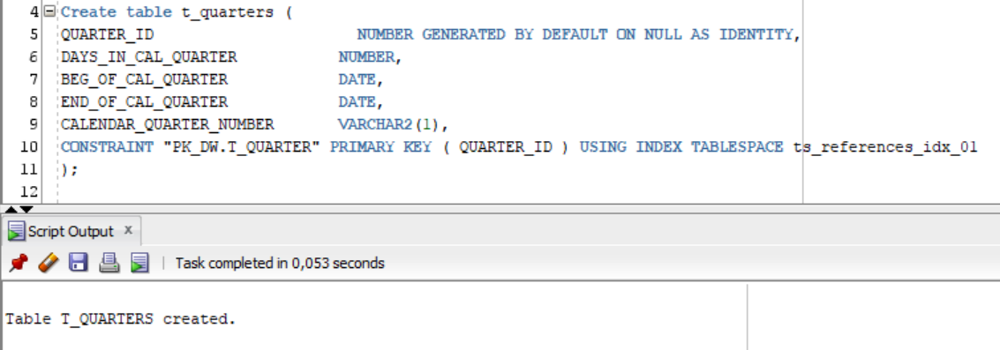 4 Create table t_quarters (
5 QUARTER_ID NUMBER GENERATED BY DEFAULT ON NULL AS IDENTITY,
6 DAYS_IN_CAL_QUARTER NUMBER,
7 BEG_OF_CAL_QUARTER DATE,
8 END_OF_CAL_QUARTER DATE,
9 CALENDAR_QUARTER_NUMBER VARCHAR2(1),
10 CONSTRAINT "PK_DW.T_QUARTER" PRIMARY KEY ( QUARTER_ID ) USING INDEX TABLESPACE ts_references_idx_01
11 );
12
Script Output x
Task completed in 0,053 seconds
Table T_QUARTERS created.